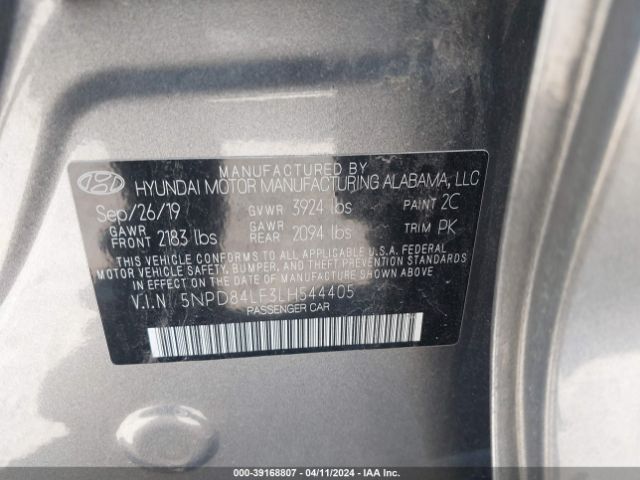 MANUFACTURED BY
HYUNDAI MOTOR MANUFACTURING ALABAMA, LLC
Sep/26/19 GVWR 3924 lbs PAINT 2C
GAWR FRONT 2183 lbs GAWR REAR 2094 lbs TRIM PK
THIS VEHICLE CONFORMS TO ALL APPLICABLE U.S.A. FEDERAL
MOTOR VEHICLE SAFETY, BUMPER, AND THEFT PREVENTION STANDARDS
IN EFFECT ON THE DATE OF MANUFACTURE SHOWN ABOVE
V.I.N 5NPD84LF3LH544405
PASSENGER CAR
000-39168807 - 04/11/2024 - IAA Inc.